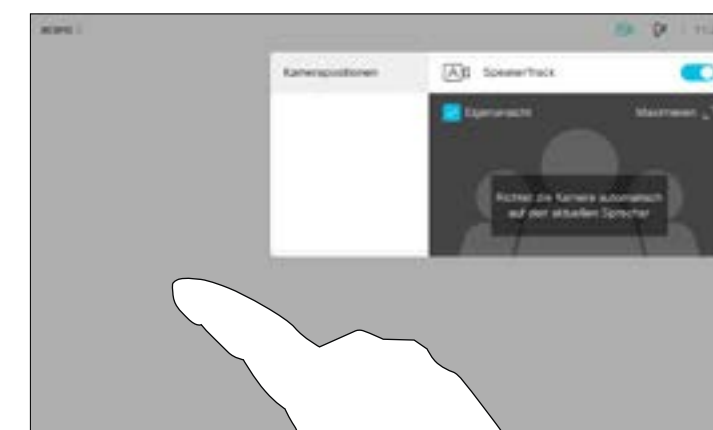 Kamerapositionen
SpeakerTrack
Eigenansicht
Maximieren
Richtet die Kamera automatisch
auf den aktuellen Sprecher